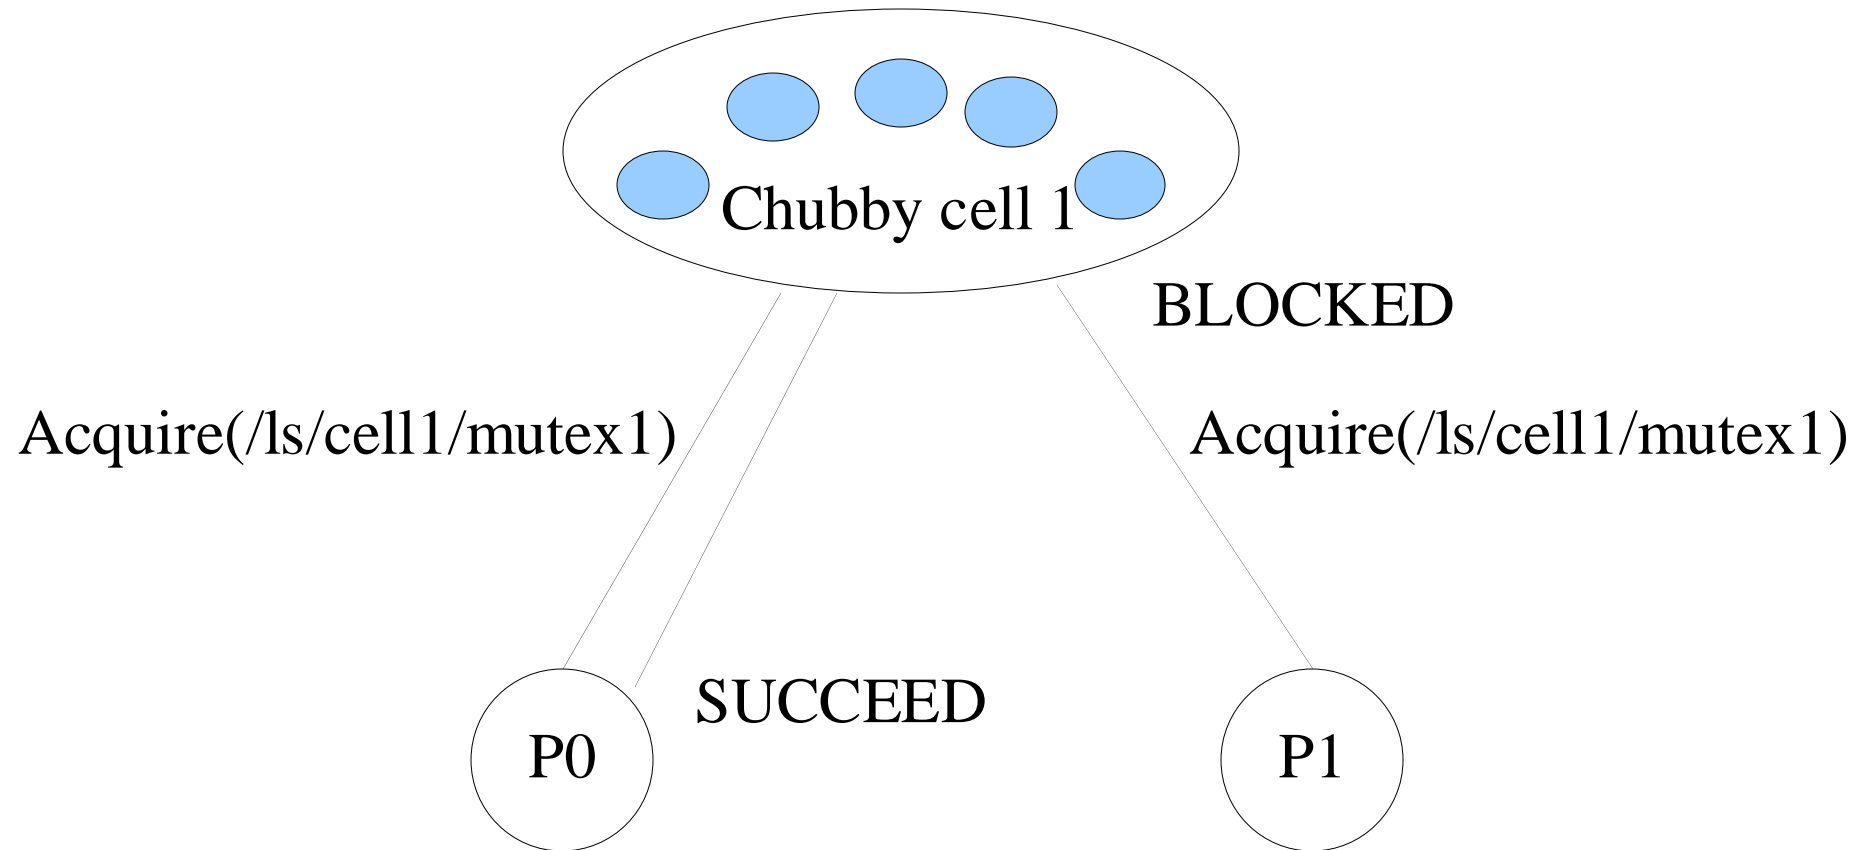 Chubby cell 1
BLOCKED
Acquire(/ls/cell1/mutex1)
Acquire(/ls/cell1/mutex1)
SUCCEED
P0
P1